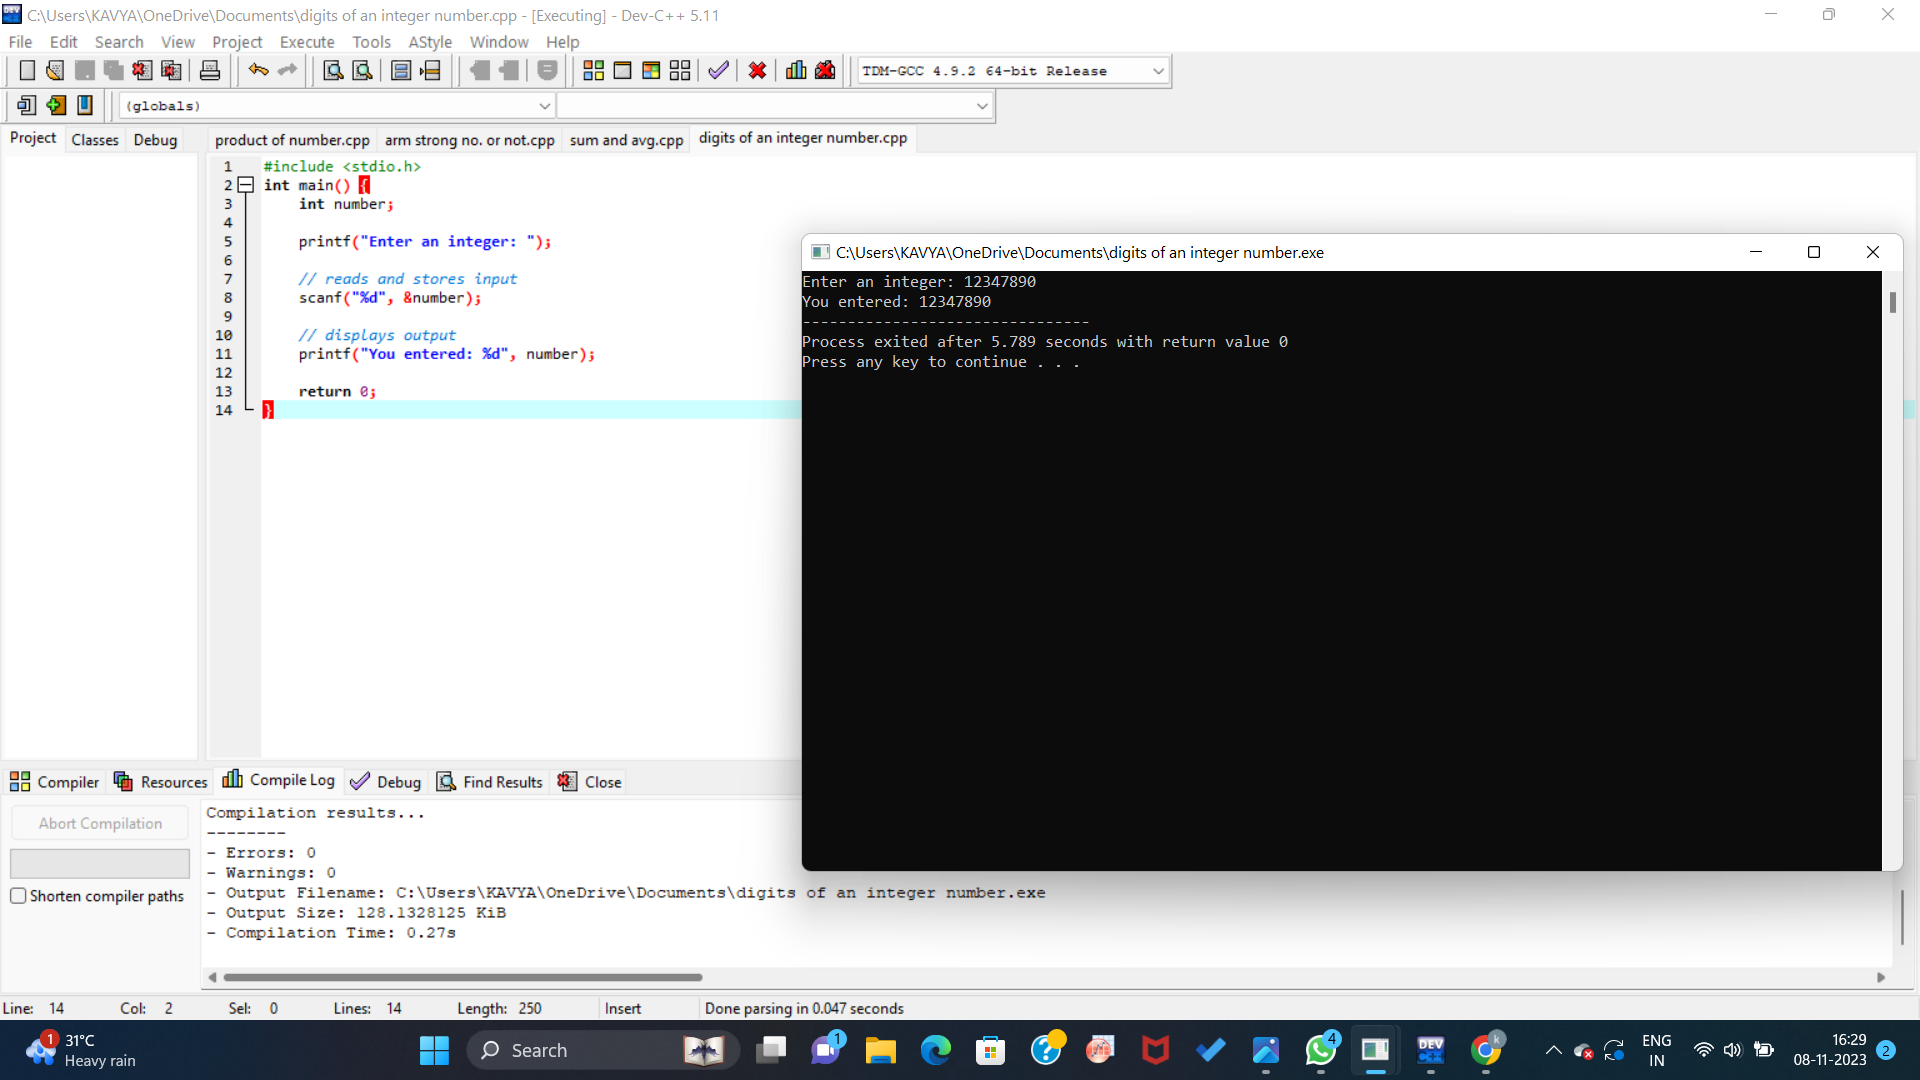 C:\Users\KAVYA\OneDrive\Documents\digits of an integer number.cpp - [Executing] - Dev-C++ 5.11
File Edit Search View Project Execute Tools AStyle Window Help
TDM-GCC 4.9.2 64-bit Release
(globals)
Project Classes Debug
product of number.cpp arm strong no. or not.cpp sum and avg.cpp digits of an integer number.cpp
1 #include <stdio.h>
2 int main() {
3 int number;
4
5 printf("Enter an integer: ");
6
7 // reads and stores input
8 scanf("%d", &number);
9
10 // displays output
11 printf("You entered: %d", number);
12
13 return 0;
14 }
C:\Users\KAVYA\OneDrive\Documents\digits of an integer number.exe
Enter an integer: 12347890
You entered: 12347890
--------------------------------
Process exited after 5.789 seconds with return value 0
Press any key to continue . . .
Compiler Resources Compile Log Debug Find Results Close
Abort Compilation
Shorten compiler paths
Compilation results...
--------
- Errors: 0
- Warnings: 0
- Output Filename: C:\Users\KAVYA\OneDrive\Documents\digits of an integer number.exe
- Output Size: 128.1328125 KiB
- Compilation Time: 0.27s
Line: 14 Col: 2 Sel: 0 Lines: 14 Length: 250 Insert Done parsing in 0.047 seconds
1
31°C
Heavy rain
Search
1
4
DEV
C++
k
ENG
IN
16:29
08-11-2023
2